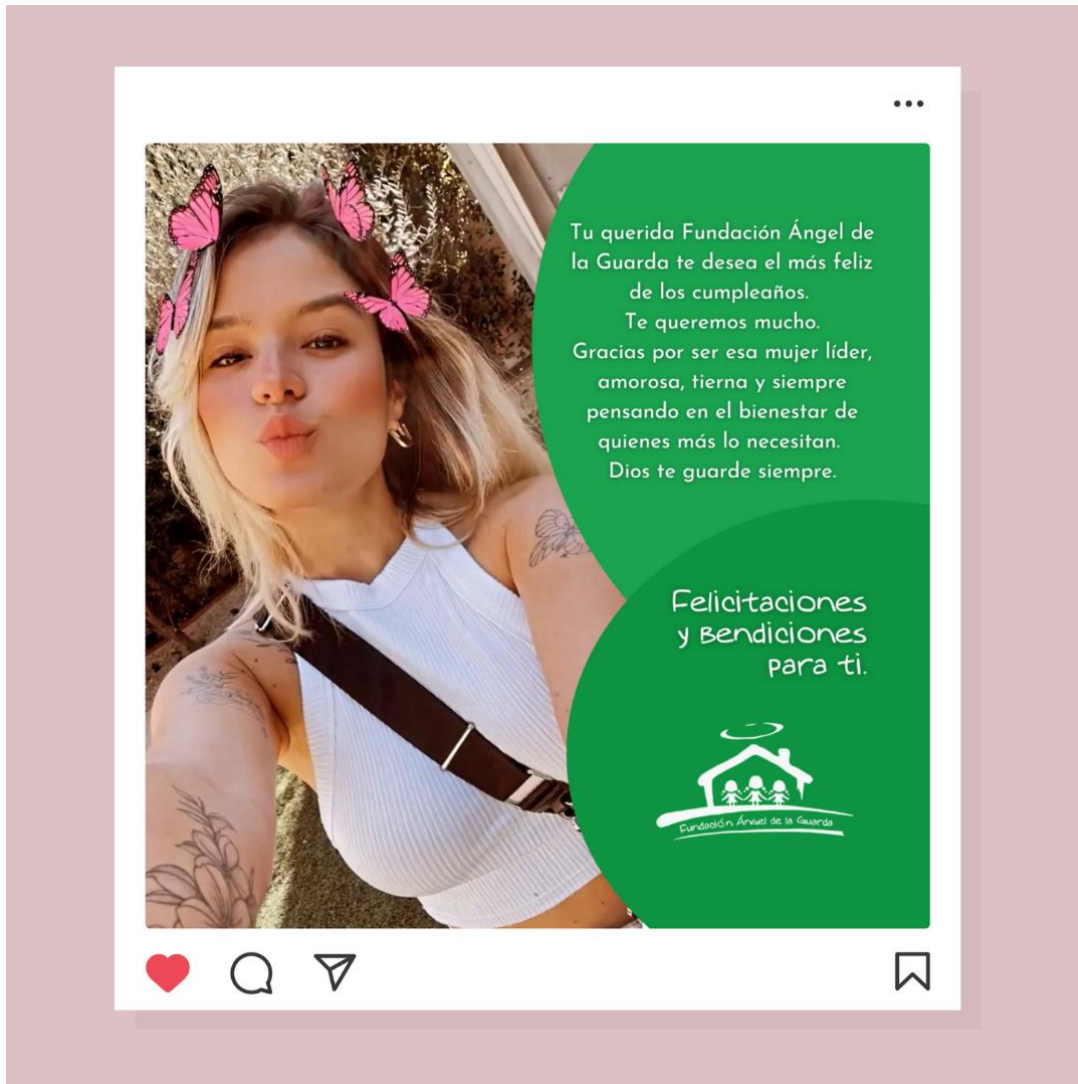 Tu querida Fundación Ángel de
la Guarda te desea el más feliz
de los cumpleaños.
Te queremos mucho.
Gracias por ser esa mujer líder,
amorosa, tierna y siempre
pensando en el bienestar de
quienes más lo necesitan.
Dios te guarde siempre.
Felicitaciones
y Bendiciones
para ti.
Fundación Ángel de la Guarda